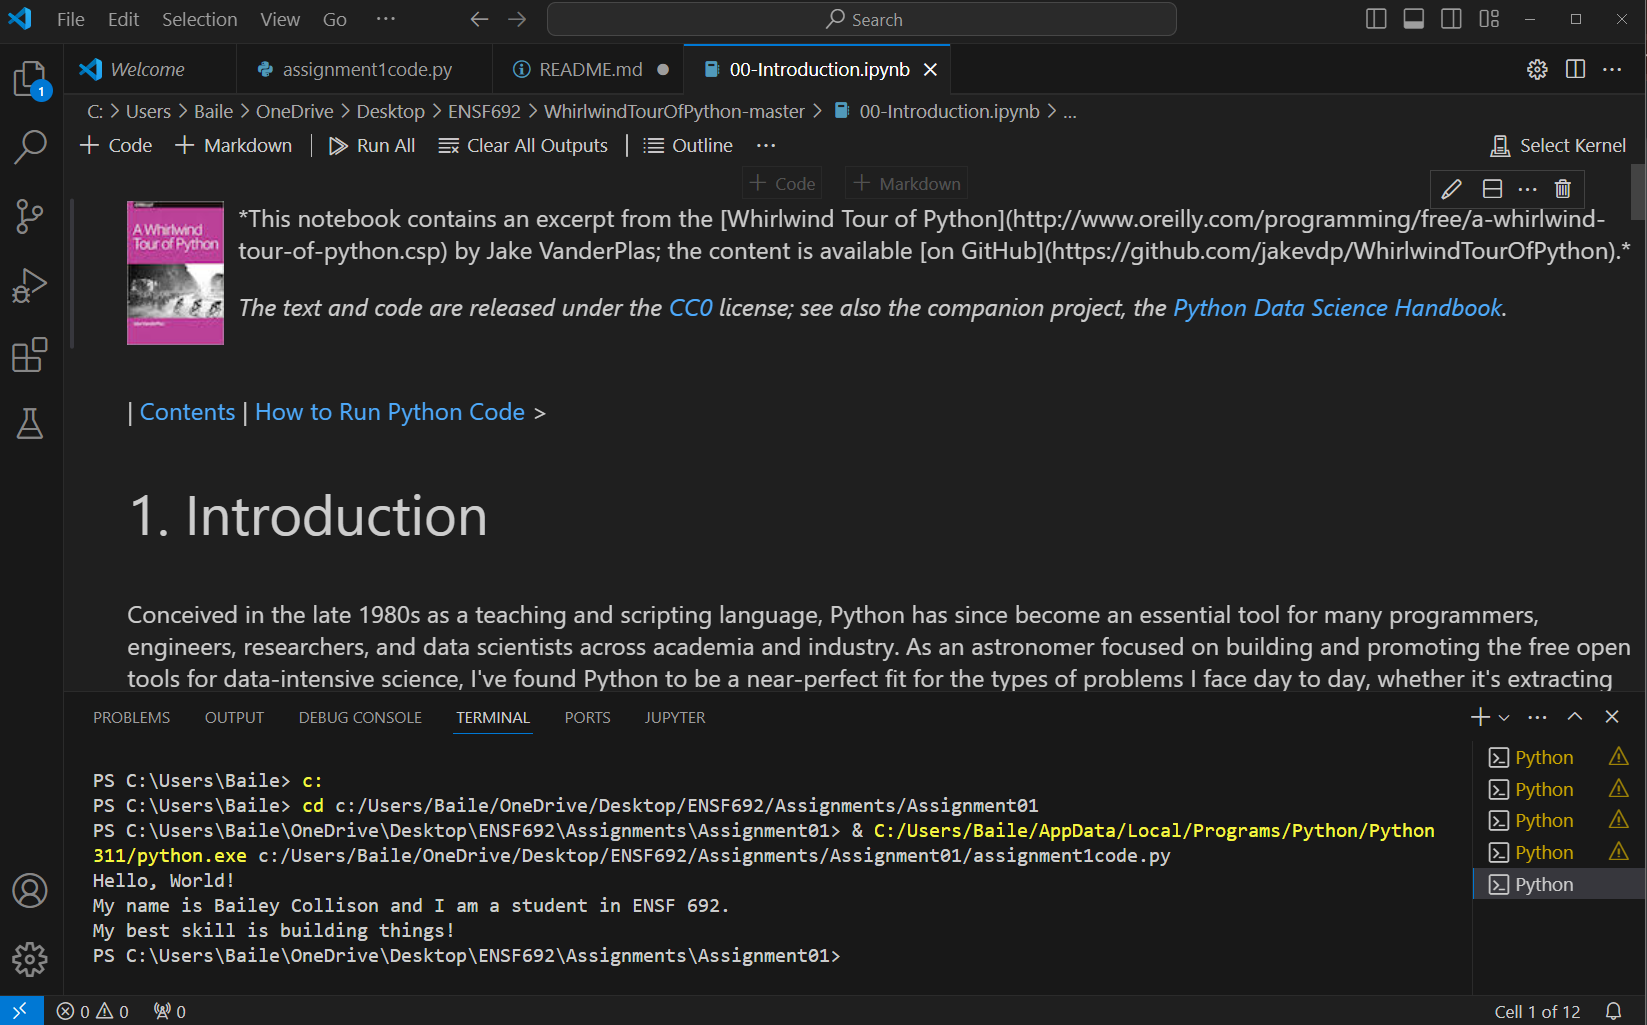 File Edit Selection View Go ··· Search
Welcome assignment1code.py README.md 00-Introduction.ipynb
C: > Users > Baile > OneDrive > Desktop > ENSF692 > WhirlwindTourOfPython-master > 00-Introduction.ipynb > ...
+ Code + Markdown | Run All Clear All Outputs | Outline ··· Select Kernel
+ Code + Markdown
A Whirlwind
Tour of Python
*This notebook contains an excerpt from the [Whirlwind Tour of Python](http://www.oreilly.com/programming/free/a-whirlwind-
tour-of-python.csp) by Jake VanderPlas; the content is available [on GitHub](https://github.com/jakevdp/WhirlwindTourOfPython).*
The text and code are released under the CC0 license; see also the companion project, the Python Data Science Handbook.
| Contents | How to Run Python Code >
1. Introduction
Conceived in the late 1980s as a teaching and scripting language, Python has since become an essential tool for many programmers,
engineers, researchers, and data scientists across academia and industry. As an astronomer focused on building and promoting the free open
tools for data-intensive science, I've found Python to be a near-perfect fit for the types of problems I face day to day, whether it's extracting
PROBLEMS OUTPUT DEBUG CONSOLE TERMINAL PORTS JUPYTER
PS C:\Users\Baile> c:
PS C:\Users\Baile> cd c:/Users/Baile/OneDrive/Desktop/ENSF692/Assignments/Assignment01
PS C:\Users\Baile\OneDrive\Desktop\ENSF692\Assignments\Assignment01> & C:/Users/Baile/AppData/Local/Programs/Python/Python
311/python.exe c:/Users/Baile/OneDrive/Desktop/ENSF692/Assignments/Assignment01/assignment1code.py
Hello, World!
My name is Bailey Collison and I am a student in ENSF 692.
My best skill is building things!
PS C:\Users\Baile\OneDrive\Desktop\ENSF692\Assignments\Assignment01>
Python
Python
Python
Python
Python
1
0 0 0 Cell 1 of 12